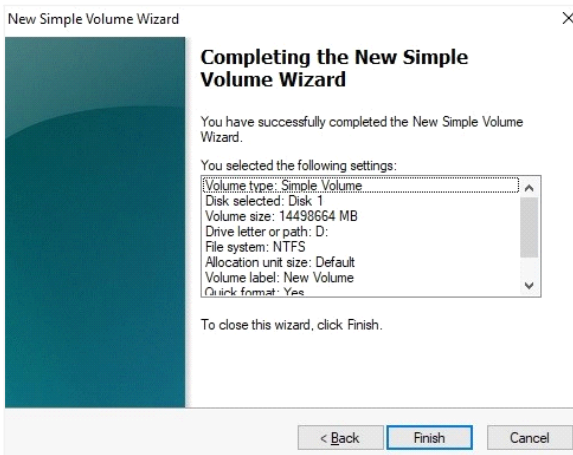 New Simple Volume Wizard
Completing the New Simple
Volume Wizard
You have successfully completed the New Simple Volume
Wizard.
You selected the following settings:
Volume type: Simple Volume
Disk selected: Disk 1
Volume size: 14498664 MB
Drive letter or path: D:
File system: NTFS
Allocation unit size: Default
Volume label: New Volume
Quick format: Yes
To close this wizard, click Finish.
< Back Finish Cancel